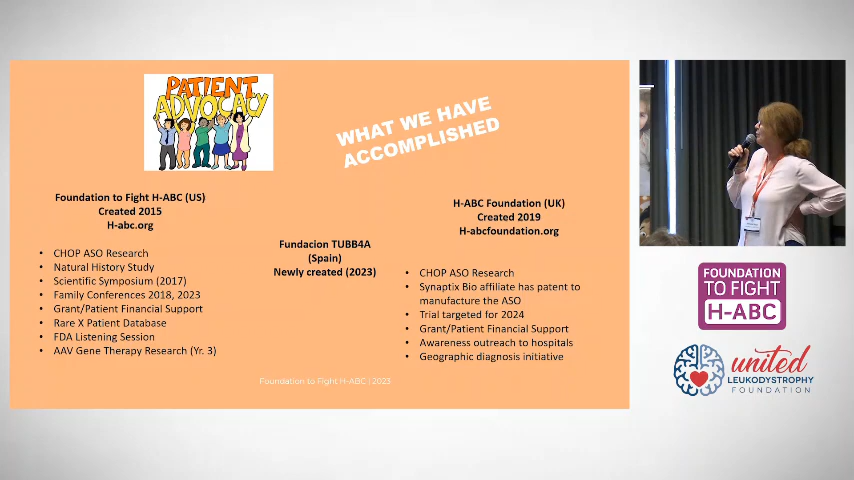 PATIENT
ADVOCACY
WHAT WE HAVE
ACCOMPLISHED
Foundation to Fight H-ABC (US)
Created 2015
H-abc.org
• CHOP ASO Research
• Natural History Study
• Scientific Symposium (2017)
• Family Conferences 2018, 2023
• Grant/Patient Financial Support
• Rare X Patient Database
• FDA Listening Session
• AAV Gene Therapy Research (Yr. 3)
Fundacion TUBB4A
(Spain)
Newly created (2023)
H-ABC Foundation (UK)
Created 2019
H-abcfoundation.org
• CHOP ASO Research
• Synaptix Bio affiliate has patent to
manufacture the ASO
• Trial targeted for 2024
• Grant/Patient Financial Support
• Awareness outreach to hospitals
• Geographic diagnosis initiative
Foundation to Fight H-ABC | 2023
FOUNDATION
TO FIGHT
H-ABC
united
LEUKODYSTROPHY
FOUNDATION